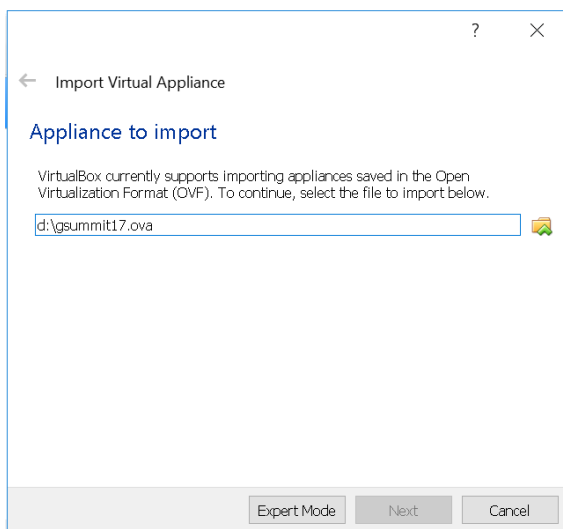 ?
Import Virtual Appliance
Appliance to import
VirtualBox currently supports importing appliances saved in the Open
Virtualization Format (OVF). To continue, select the file to import below.
d:\gsummit17.ova
Expert Mode Next Cancel